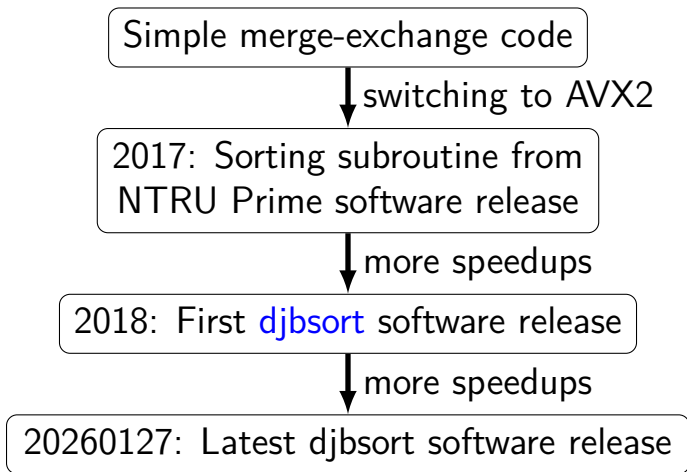 Simple merge-exchange code
switching to AVX2
2017: Sorting subroutine from
NTRU Prime software release
more speedups
2018: First djbsort software release
more speedups
20260127: Latest djbsort software release